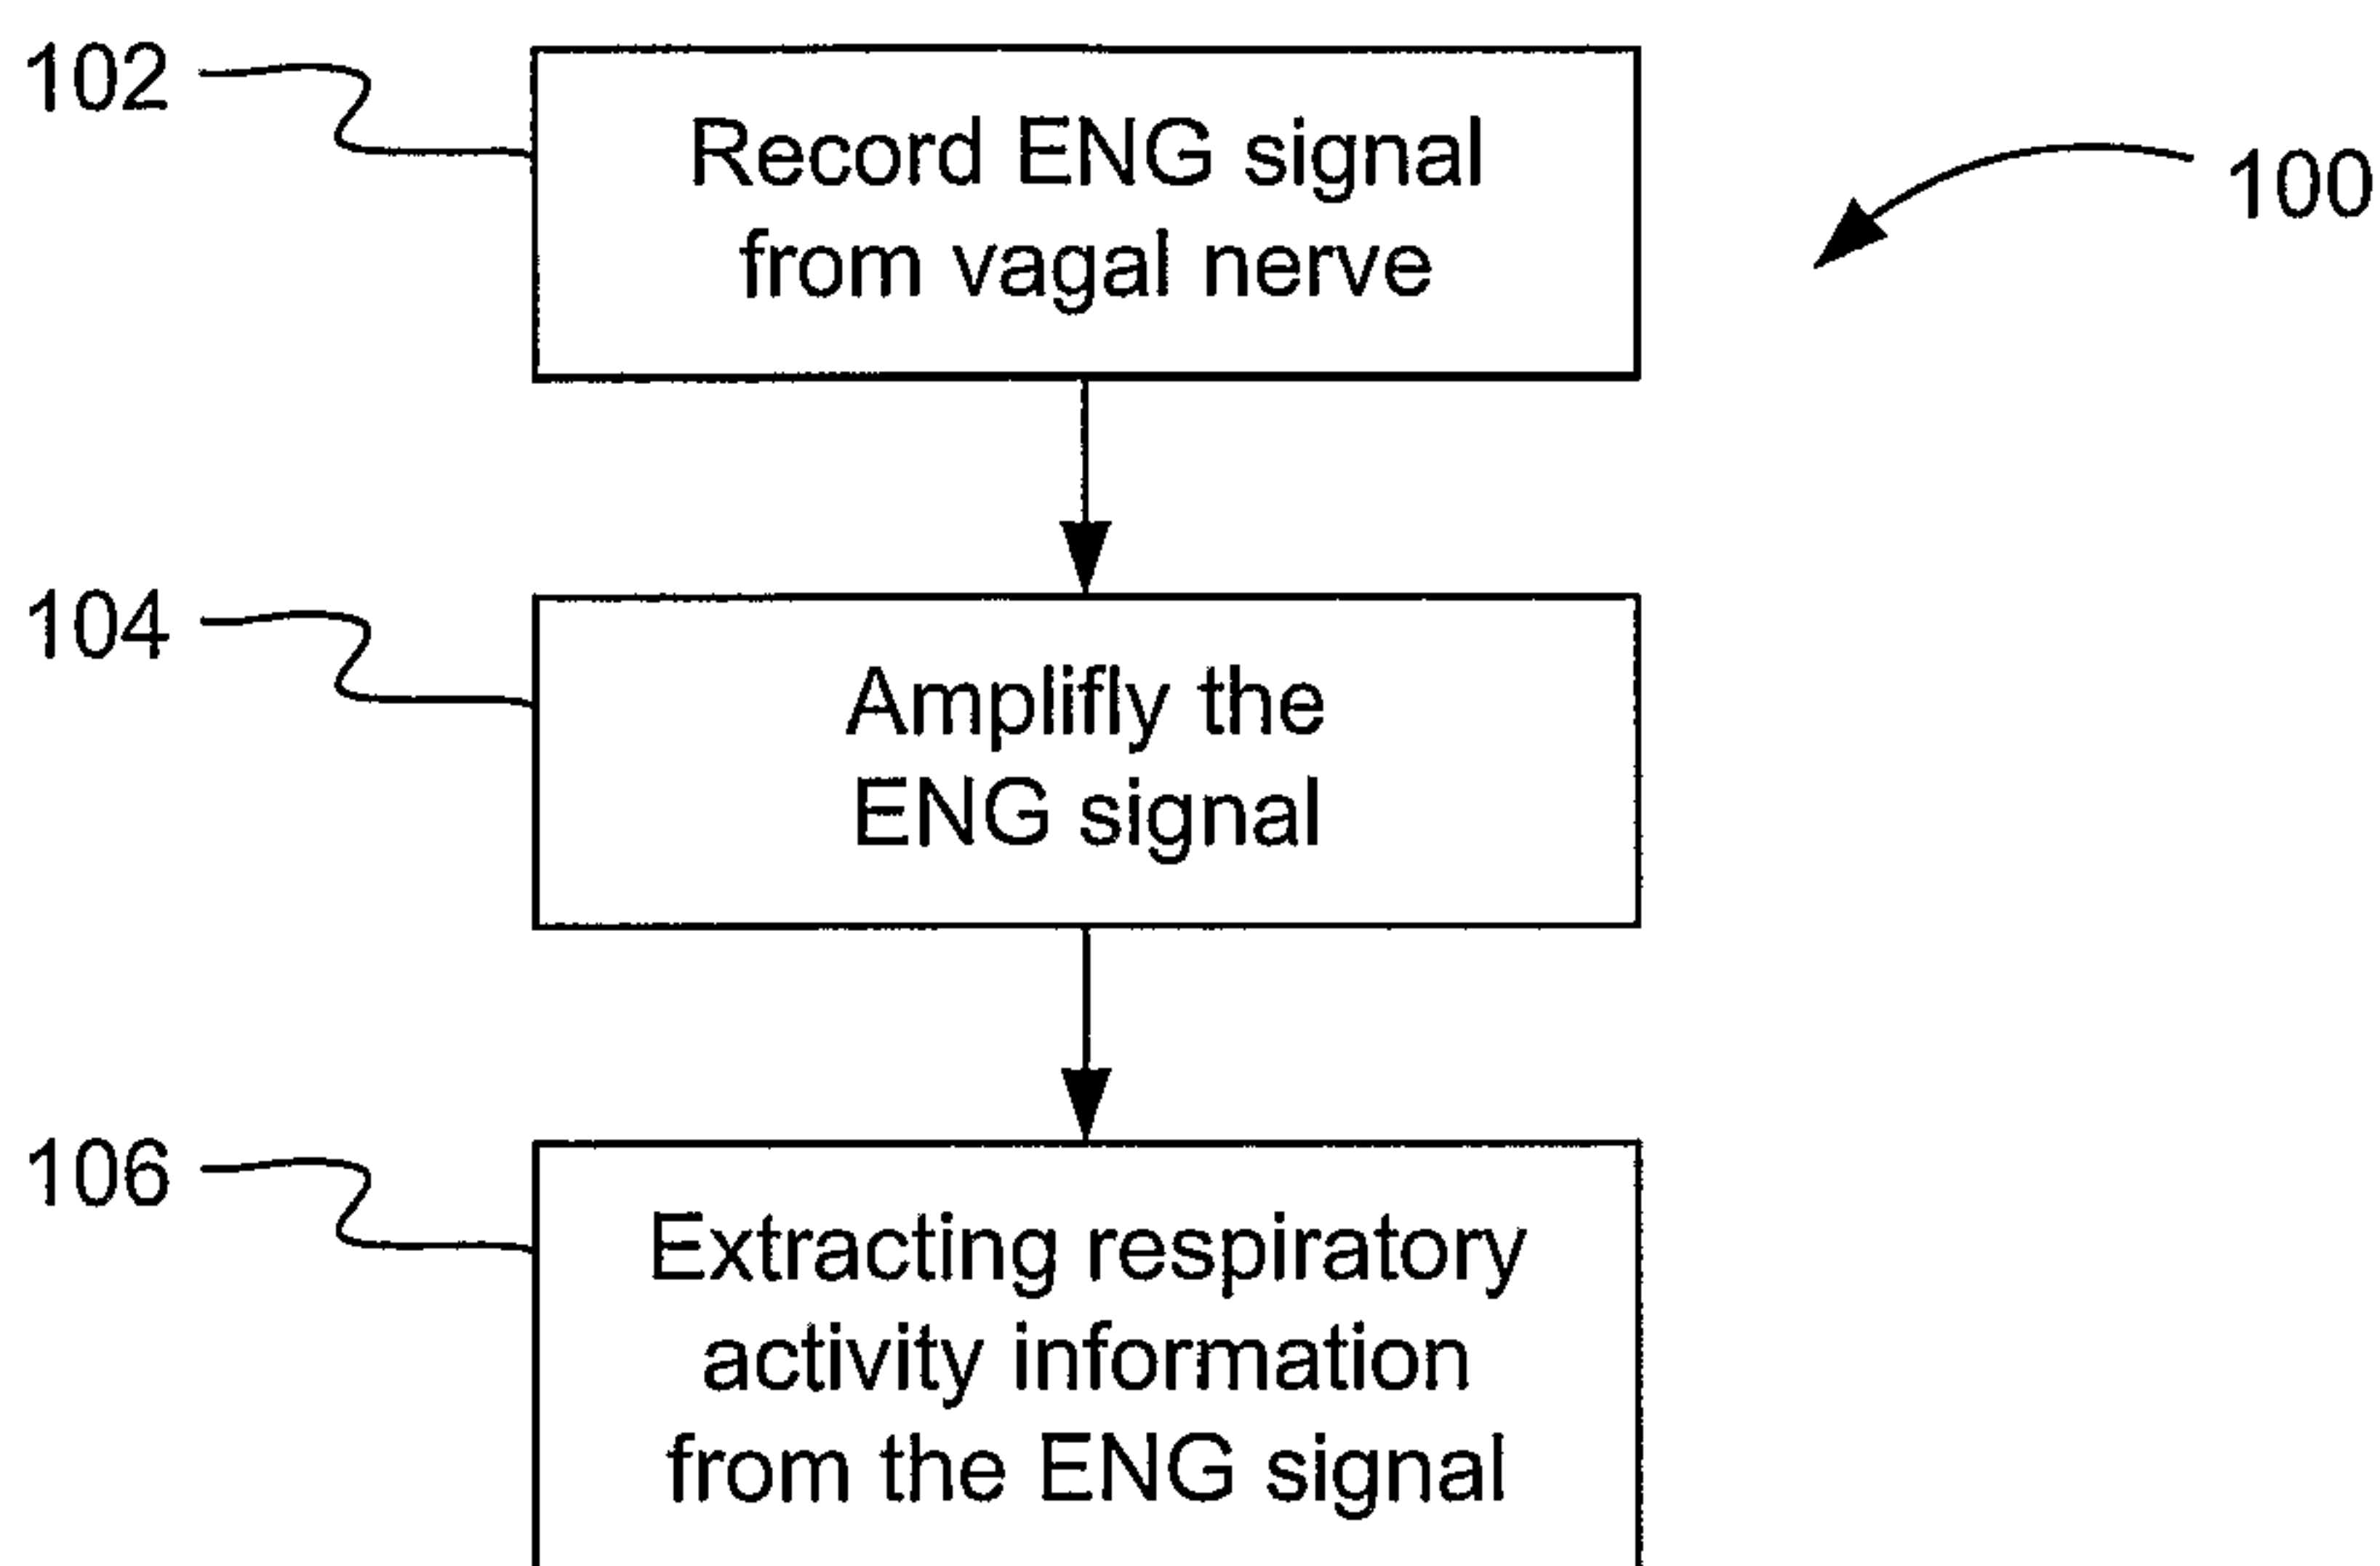 102
Record ENG signal
from vagal nerve
100
104
Amplifly the
ENG signal
106
Extracting respiratory
activity information
from the ENG signal